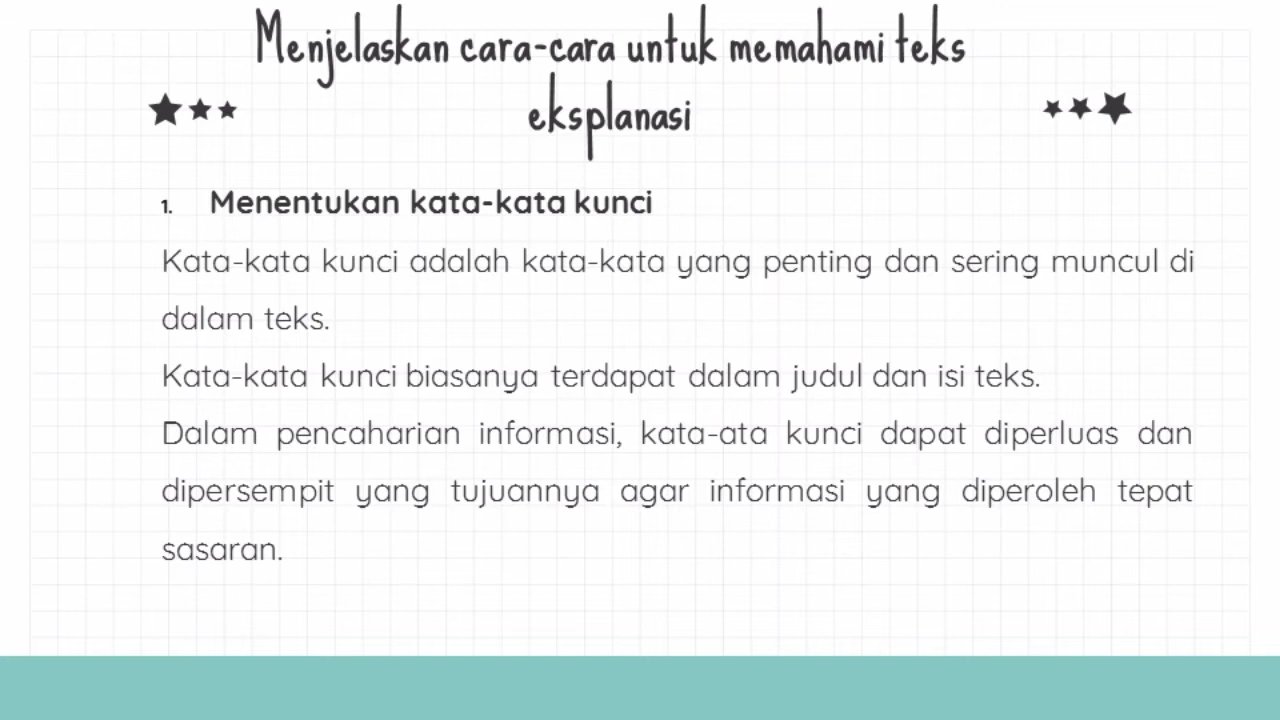 Menjelaskan cara-cara untuk memahami teks
eksplanasi
1. Menentukan kata-kata kunci
Kata-kata kunci adalah kata-kata yang penting dan sering muncul di
dalam teks.
Kata-kata kunci biasanya terdapat dalam judul dan isi teks.
Dalam pencaharian informasi, kata-ata kunci dapat diperluas dan
dipersempit yang tujuannya agar informasi yang diperoleh tepat
sasaran.